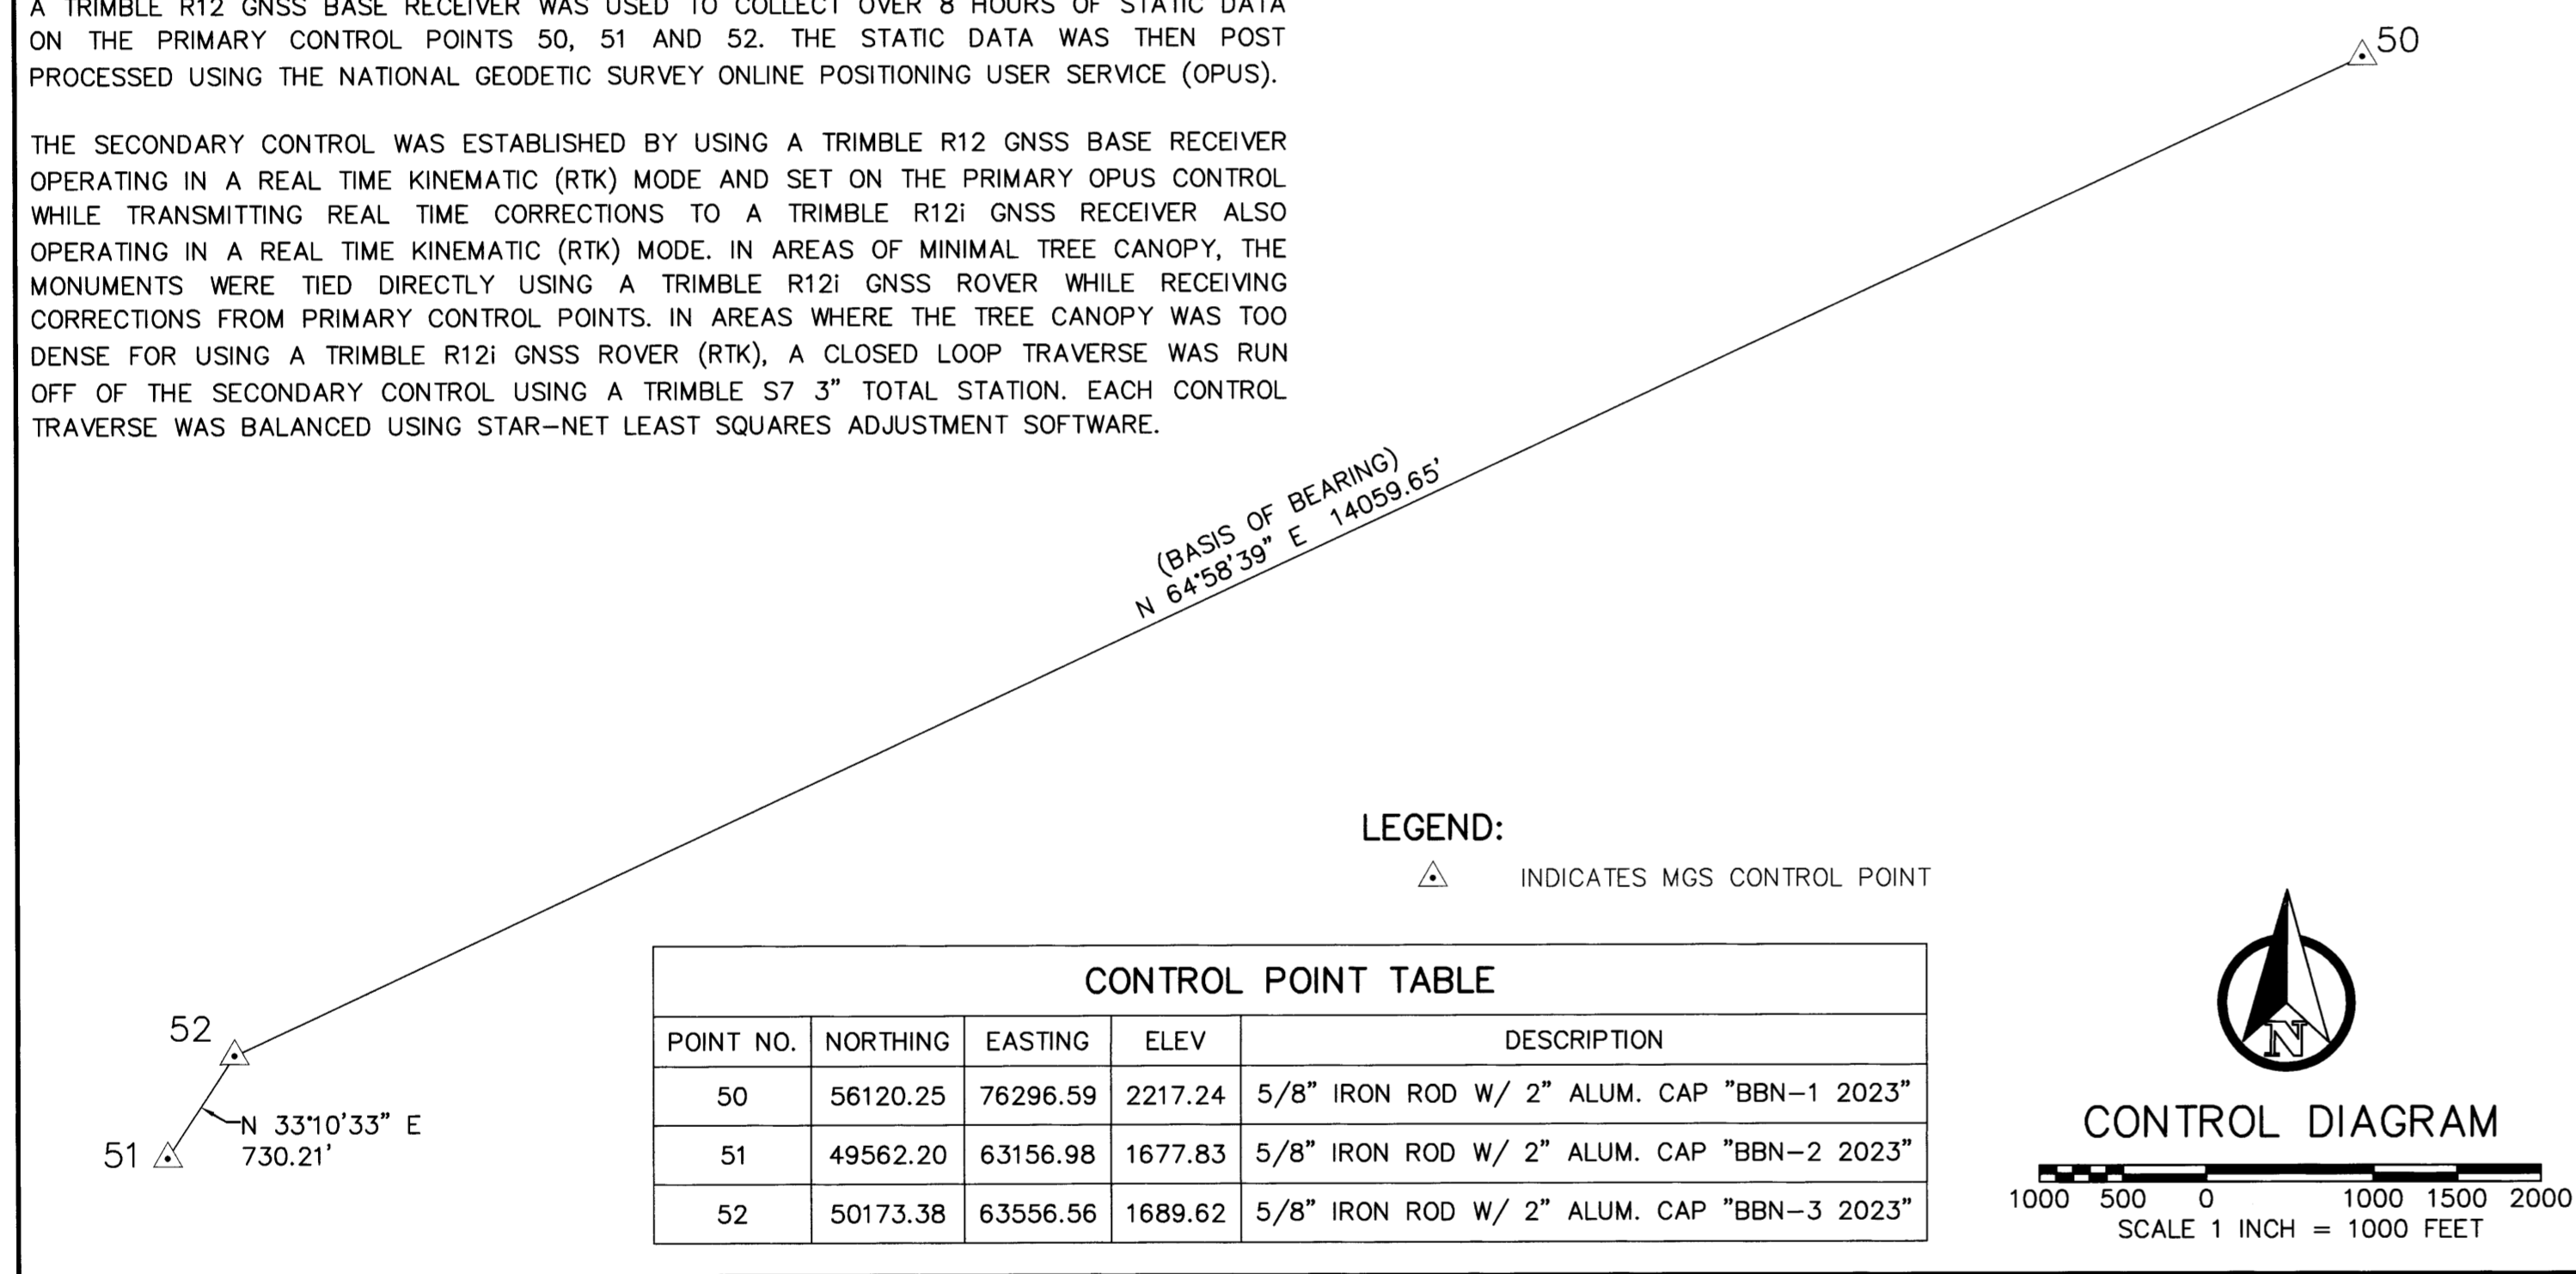 A TRIMBLE R12 GNSS BASE RECEIVER WAS USED TO COLLECT OVER 8 HOURS OF STATIC DATA
ON THE PRIMARY CONTROL POINTS 50, 51 AND 52. THE STATIC DATA WAS THEN POST
PROCESSED USING THE NATIONAL GEODETIC SURVEY ONLINE POSITIONING USER SERVICE (OPUS).
THE SECONDARY CONTROL WAS ESTABLISHED BY USING A TRIMBLE R12 GNSS BASE RECEIVER
OPERATING IN A REAL TIME KINEMATIC (RTK) MODE AND SET ON THE PRIMARY OPUS CONTROL
WHILE TRANSMITTING REAL TIME CORRECTIONS TO A TRIMBLE R12i GNSS RECEIVER ALSO
OPERATING IN A REAL TIME KINEMATIC (RTK) MODE. IN AREAS OF MINIMAL TREE CANOPY, THE
MONUMENTS WERE TIED DIRECTLY USING A TRIMBLE R12i GNSS ROVER WHILE RECEIVING
CORRECTIONS FROM PRIMARY CONTROL POINTS. IN AREAS WHERE THE TREE CANOPY WAS TOO
DENSE FOR USING A TRIMBLE R12i GNSS ROVER (RTK), A CLOSED LOOP TRAVERSE WAS RUN
OFF OF THE SECONDARY CONTROL USING A TRIMBLE S7 3" TOTAL STATION. EACH CONTROL
TRAVERSE WAS BALANCED USING STAR–NET LEAST SQUARES ADJUSTMENT SOFTWARE.
50
(BASIS OF BEARING)
N 64°58'39" E 14059.65'
52
N 33°10'33" E
730.21'
51
LEGEND:
INDICATES MGS CONTROL POINT
CONTROL POINT TABLE
POINT NO. NORTHING EASTING ELEV DESCRIPTION
50 56120.25 76296.59 2217.24 5/8" IRON ROD W/ 2" ALUM. CAP "BBN–1 2023"
51 49562.20 63156.98 1677.83 5/8" IRON ROD W/ 2" ALUM. CAP "BBN–2 2023"
52 50173.38 63556.56 1689.62 5/8" IRON ROD W/ 2" ALUM. CAP "BBN–3 2023"
N
CONTROL DIAGRAM
1000 500 0 1000 1500 2000
SCALE 1 INCH = 1000 FEET